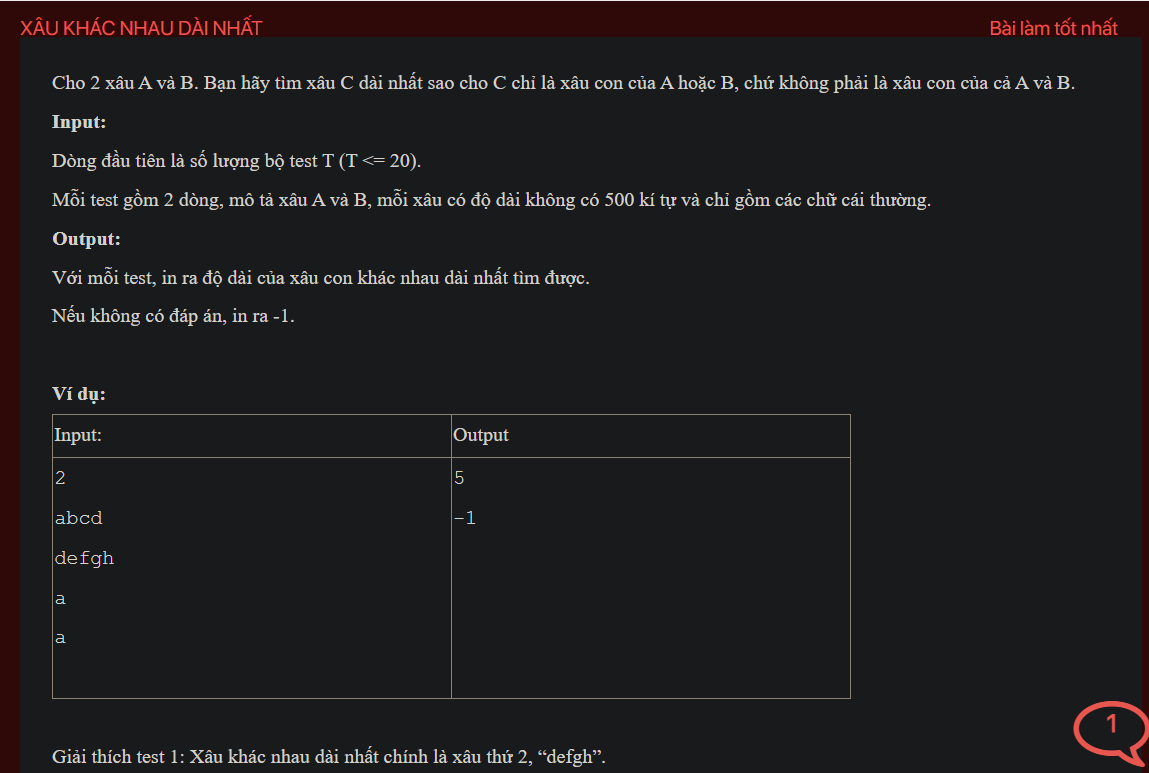 XÂU KHÁC NHAU DÀI NHẤT
Bài làm tốt nhất
Cho 2 xâu A và B. Bạn hãy tìm xâu C dài nhất sao cho C chỉ là xâu con của A hoặc B, chứ không phải là xâu con của cả A và B.
Input:
Dòng đầu tiên là số lượng bộ test T (T <= 20).
Mỗi test gồm 2 dòng, mô tả xâu A và B, mỗi xâu có độ dài không có 500 kí tự và chỉ gồm các chữ cái thường.
Output:
Với mỗi test, in ra độ dài của xâu con khác nhau dài nhất tìm được.
Nếu không có đáp án, in ra -1.
Ví dụ:
Input: Output
2 5
abcd -1
defgh
a
a
1
Giải thích test 1: Xâu khác nhau dài nhất chính là xâu thứ 2, “defgh”.